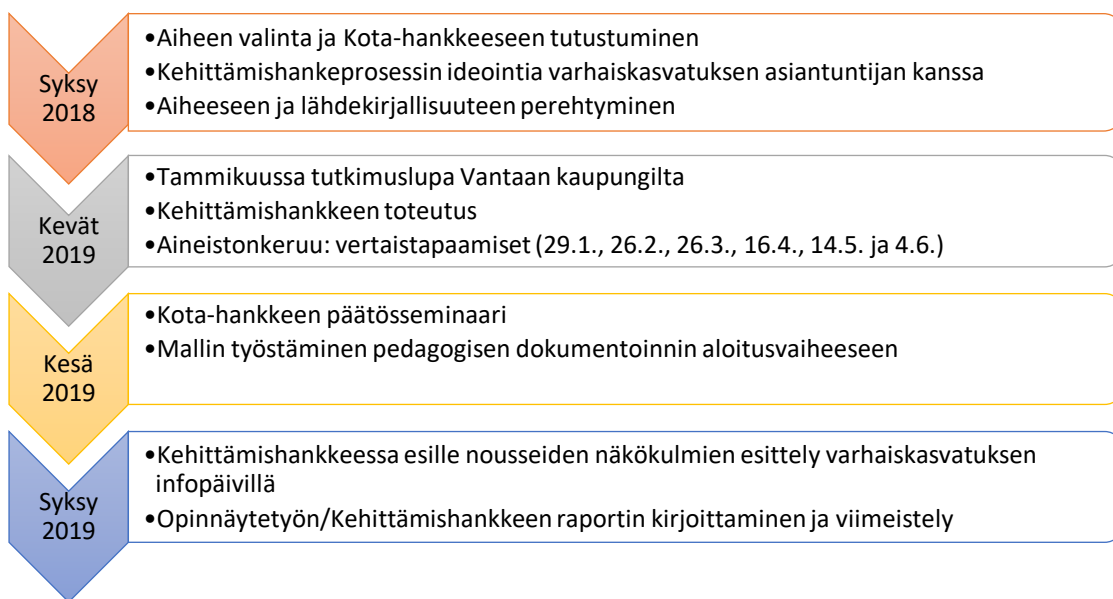 Syksy
2018
•Aiheen valinta ja Kota-hankkeeseen tutustuminen
•Kehittämishankeprosessin ideointia varhaiskasvatuksen asiantuntijan kanssa
•Aiheeseen ja lähdekirjallisuuteen perehtyminen
Kevät
2019
•Tammikuussa tutkimuslupa Vantaan kaupungilta
•Kehittämishankkeen toteutus
•Aineistonkeruu: vertaistapaamiset (29.1., 26.2., 26.3., 16.4., 14.5. ja 4.6.)
Kesä
2019
•Kota-hankkeen päätösseminaari
•Mallin työstäminen pedagogisen dokumentoinnin aloitusvaiheeseen
Syksy
2019
•Kehittämishankkeessa esille nousseiden näkökulmien esittely varhaiskasvatuksen
infopäivillä
•Opinnäytetyön/Kehittämishankkeen raportin kirjoittaminen ja viimeistely